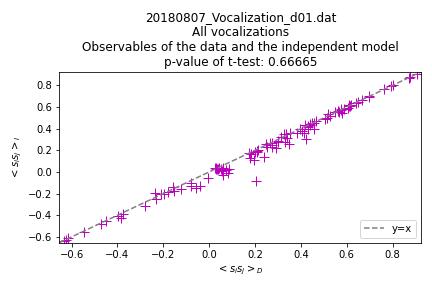 20180807_Vocalization_d01.dat
All vocalizations
Observables of the data and the independent model
p-value of t-test: 0.66665
0.8
0.6
0.4
0.2
0.0
−0.2
−0.4
−0.6
< s_i s_j >_I
y=x
−0.6 −0.4 −0.2 0.0 0.2 0.4 0.6 0.8
< s_i s_j >_D